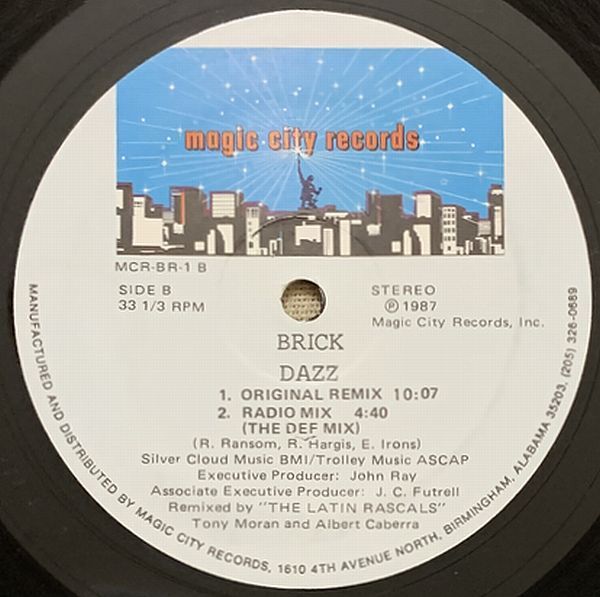 magic city records
MCR-BR-1 B
SIDE B
33 1/3 RPM
STEREO
Ⓟ 1987
Magic City Records, Inc.
BRICK
DAZZ
1. ORIGINAL REMIX 10:07
2. RADIO MIX 4:40
(THE DEF MIX)
(R. Ransom, R. Hargis, E. Irons)
Silver Cloud Music BMI/Trolley Music ASCAP
Executive Producer: John Ray
Associate Executive Producer: J. C. Futrell
Remixed by "THE LATIN RASCALS"
Tony Moran and Albert Caberra
MANUFACTURED AND DISTRIBUTED BY MAGIC CITY RECORDS, 1610 4TH AVENUE NORTH, BIRMINGHAM, ALABAMA 35203, (205) 326-0689